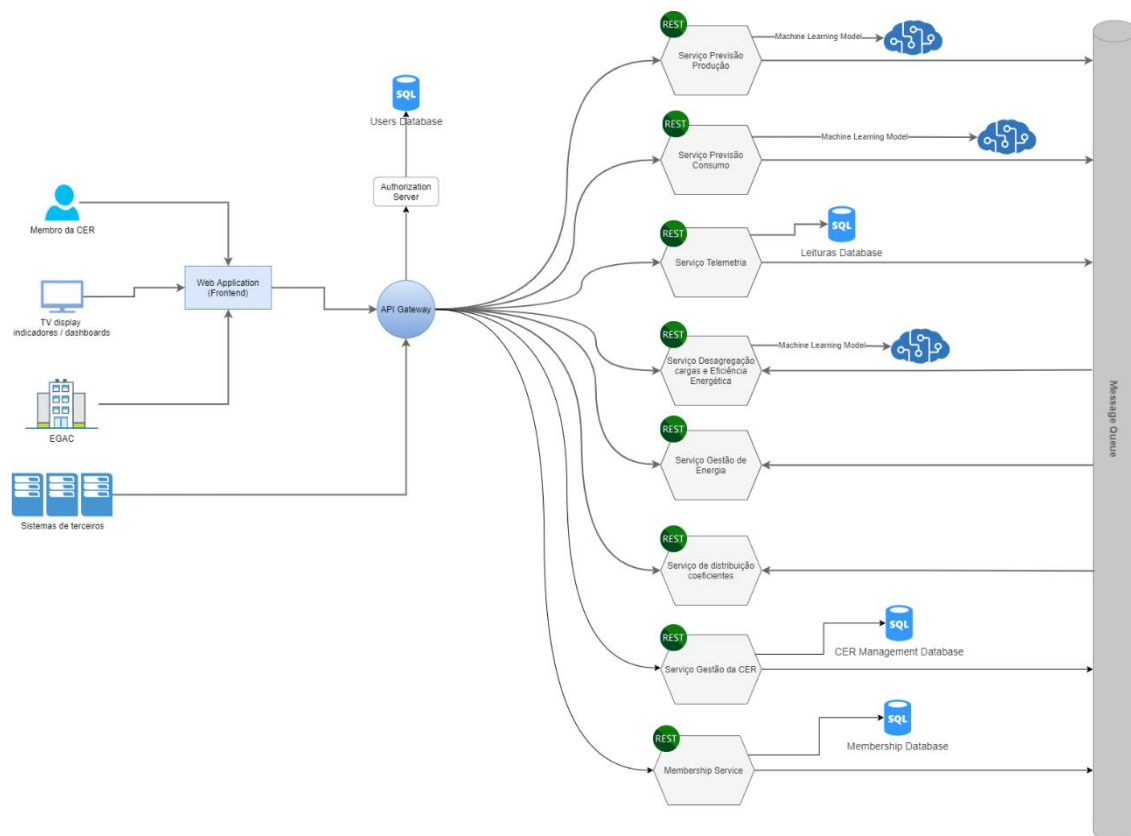 REST
Serviço Previsão
Produção
Machine Learning Model
SQL
Users Database
REST
Serviço Previsão
Consumo
Machine Learning Model
Authorization
Server
Membro da CER
REST
Serviço Telemetria
SQL
Leituras Database
Web Application
(Frontend)
TV display
indicadores / dashboards
API Gateway
REST
Serviço Desagregação
cargas e Eficiência
Energética
Machine Learning Model
Message Queue
EGAC
REST
Serviço Gestão de
Energia
Sistemas de terceiros
REST
Serviço de distribuição
coeficientes
REST
Serviço Gestão da CER
SQL
CER Management Database
REST
Membership Service
SQL
Membership Database